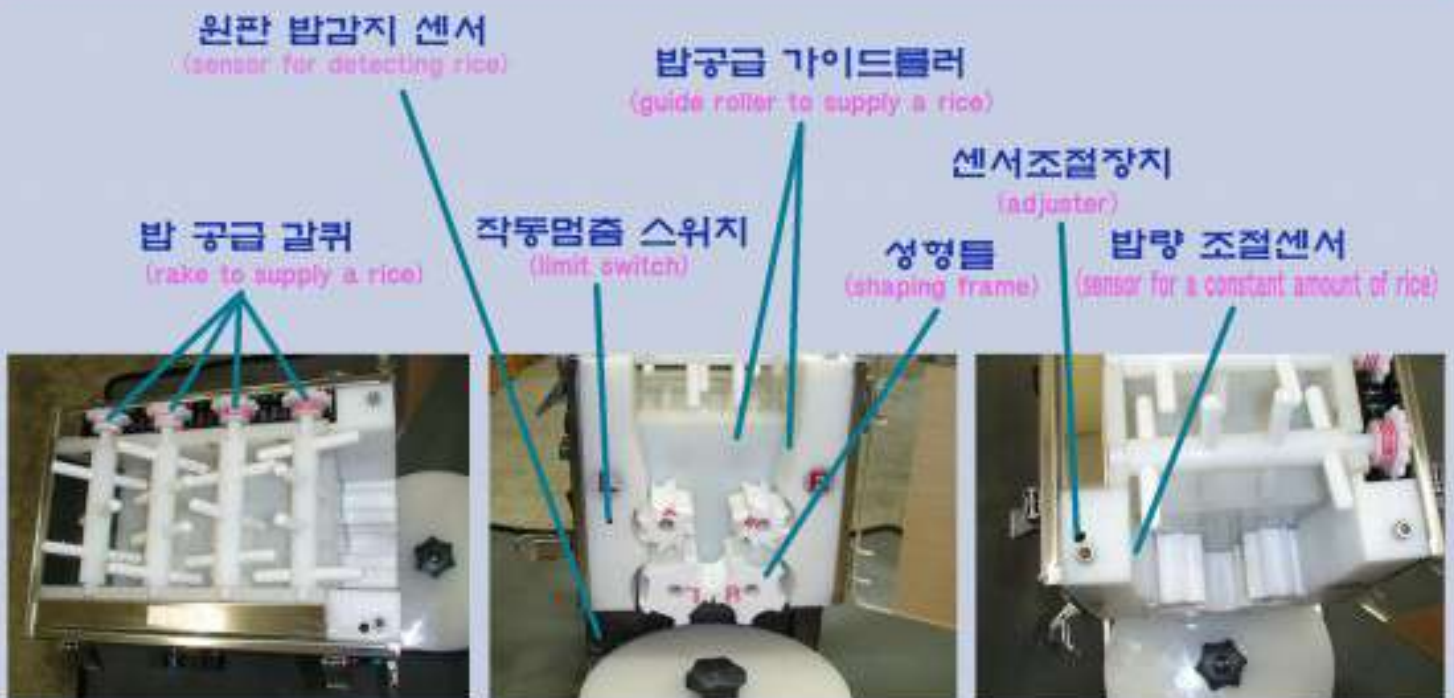 원판 밥감지 센서
(sensor for detecting rice)
밥공급 가이드롤러
(guide roller to supply a rice)
센서조절장치
(adjuster)
밥 공급 갈퀴
(rake to supply a rice)
작동멈춤 스위치
(limit switch)
성형틀
(shaping frame)
밥량 조절센서
(sensor for a constant amount of rice)
L R